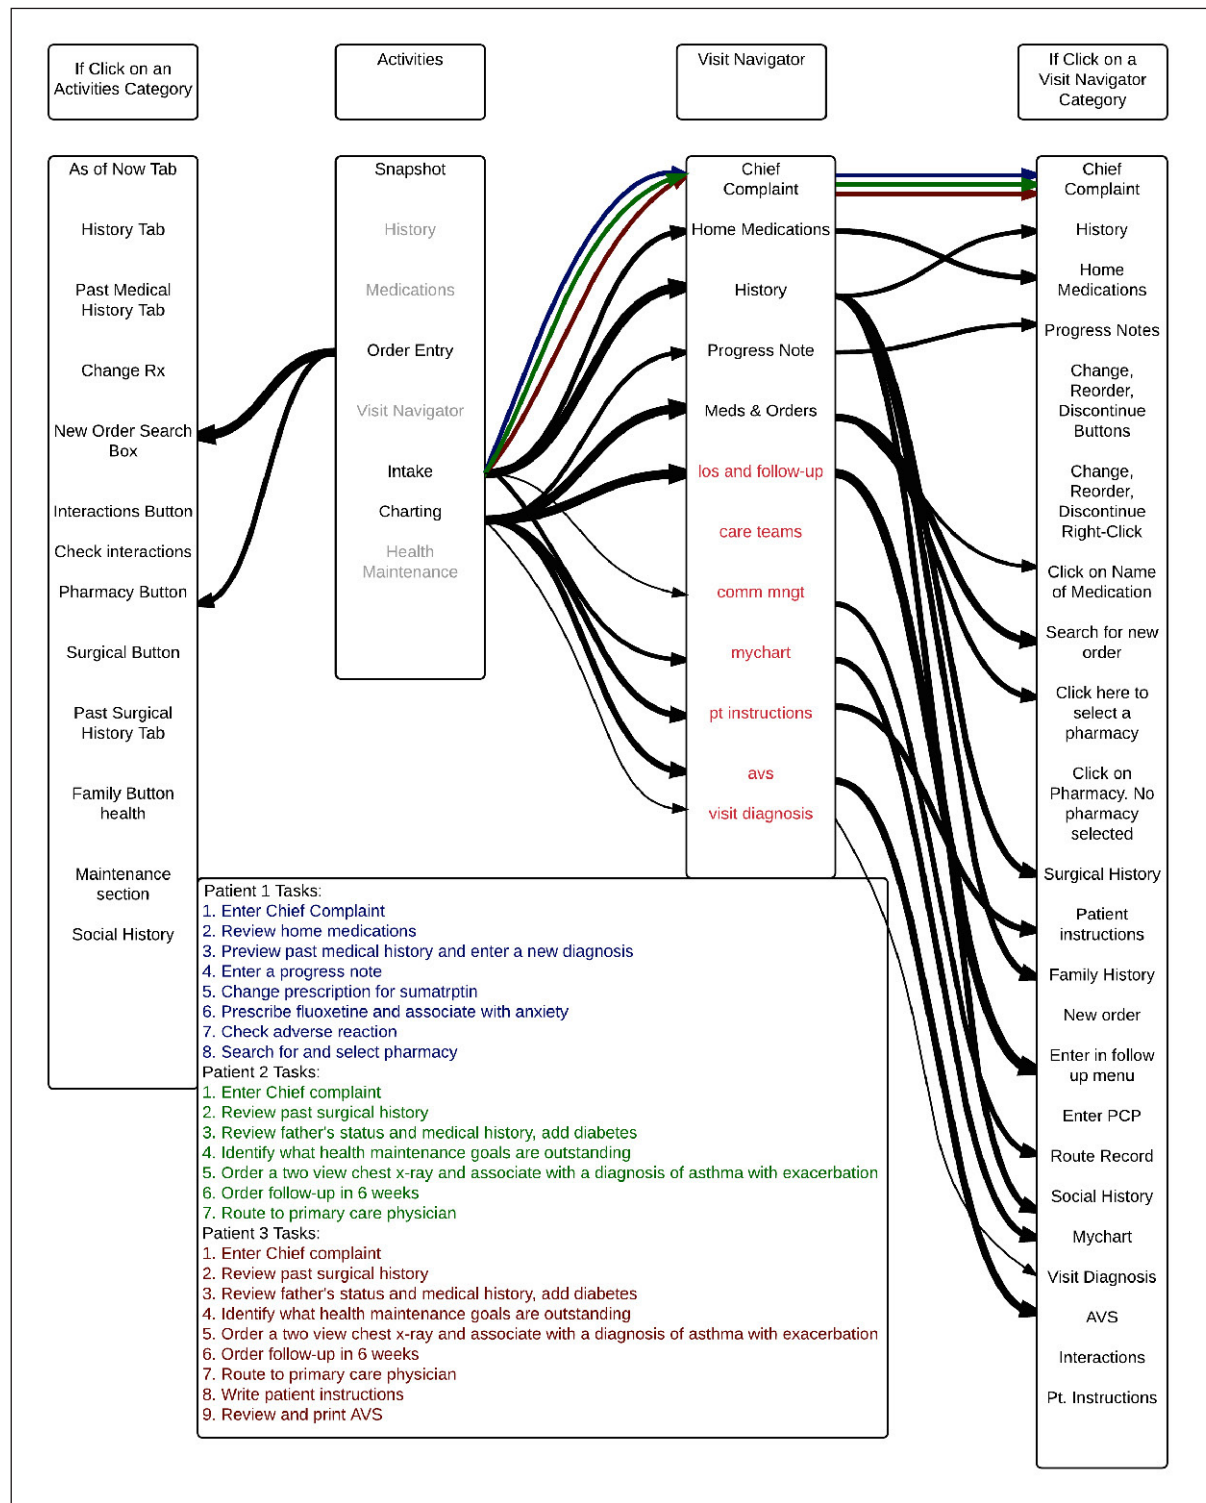 If Click on an
Activities Category
Activities
Visit Navigator
If Click on a
Visit Navigator
Category
As of Now Tab
History Tab
Past Medical
History Tab
Change Rx
New Order Search
Box
Interactions Button
Check interactions
Pharmacy Button
Surgical Button
Past Surgical
History Tab
Family Button
health
Maintenance
section
Social History
Snapshot
History
Medications
Order Entry
Visit Navigator
Intake
Charting
Health
Maintenance
Chief
Complaint
Home Medications
History
Progress Note
Meds & Orders
los and follow-up
care teams
comm mngt
mychart
pt instructions
avs
visit diagnosis
Chief
Complaint
History
Home
Medications
Progress Notes
Change,
Reorder,
Discontinue
Buttons
Change,
Reorder,
Discontinue
Right-Click
Click on Name
of Medication
Search for new
order
Click here to
select a
pharmacy
Click on
Pharmacy. No
pharmacy
selected
Surgical History
Patient
instructions
Family History
New order
Enter in follow
up menu
Enter PCP
Route Record
Social History
Mychart
Visit Diagnosis
AVS
Interactions
Pt. Instructions
Patient 1 Tasks:
1. Enter Chief Complaint
2. Review home medications
3. Preview past medical history and enter a new diagnosis
4. Enter a progress note
5. Change prescription for sumatrptin
6. Prescribe fluoxetine and associate with anxiety
7. Check adverse reaction
8. Search for and select pharmacy
Patient 2 Tasks:
1. Enter Chief complaint
2. Review past surgical history
3. Review father's status and medical history, add diabetes
4. Identify what health maintenance goals are outstanding
5. Order a two view chest x-ray and associate with a diagnosis of asthma with exacerbation
6. Order follow-up in 6 weeks
7. Route to primary care physician
Patient 3 Tasks:
1. Enter Chief complaint
2. Review past surgical history
3. Review father's status and medical history, add diabetes
4. Identify what health maintenance goals are outstanding
5. Order a two view chest x-ray and associate with a diagnosis of asthma with exacerbation
6. Order follow-up in 6 weeks
7. Route to primary care physician
8. Write patient instructions
9. Review and print AVS